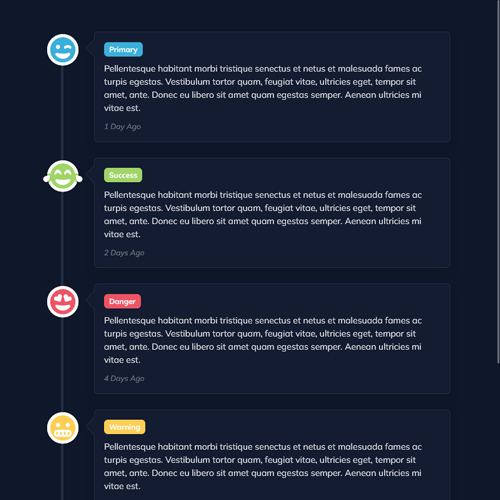 Primary
Pellentesque habitant morbi tristique senectus et netus et malesuada fames ac
turpis egestas. Vestibulum tortor quam, feugiat vitae, ultricies eget, tempor sit
amet, ante. Donec eu libero sit amet quam egestas semper. Aenean ultricies mi
vitae est.
1 Day Ago
Success
Pellentesque habitant morbi tristique senectus et netus et malesuada fames ac
turpis egestas. Vestibulum tortor quam, feugiat vitae, ultricies eget, tempor sit
amet, ante. Donec eu libero sit amet quam egestas semper. Aenean ultricies mi
vitae est.
2 Days Ago
Danger
Pellentesque habitant morbi tristique senectus et netus et malesuada fames ac
turpis egestas. Vestibulum tortor quam, feugiat vitae, ultricies eget, tempor sit
amet, ante. Donec eu libero sit amet quam egestas semper. Aenean ultricies mi
vitae est.
4 Days Ago
Warning
Pellentesque habitant morbi tristique senectus et netus et malesuada fames ac
turpis egestas. Vestibulum tortor quam, feugiat vitae, ultricies eget, tempor sit
amet, ante. Donec eu libero sit amet quam egestas semper. Aenean ultricies mi
vitae est.